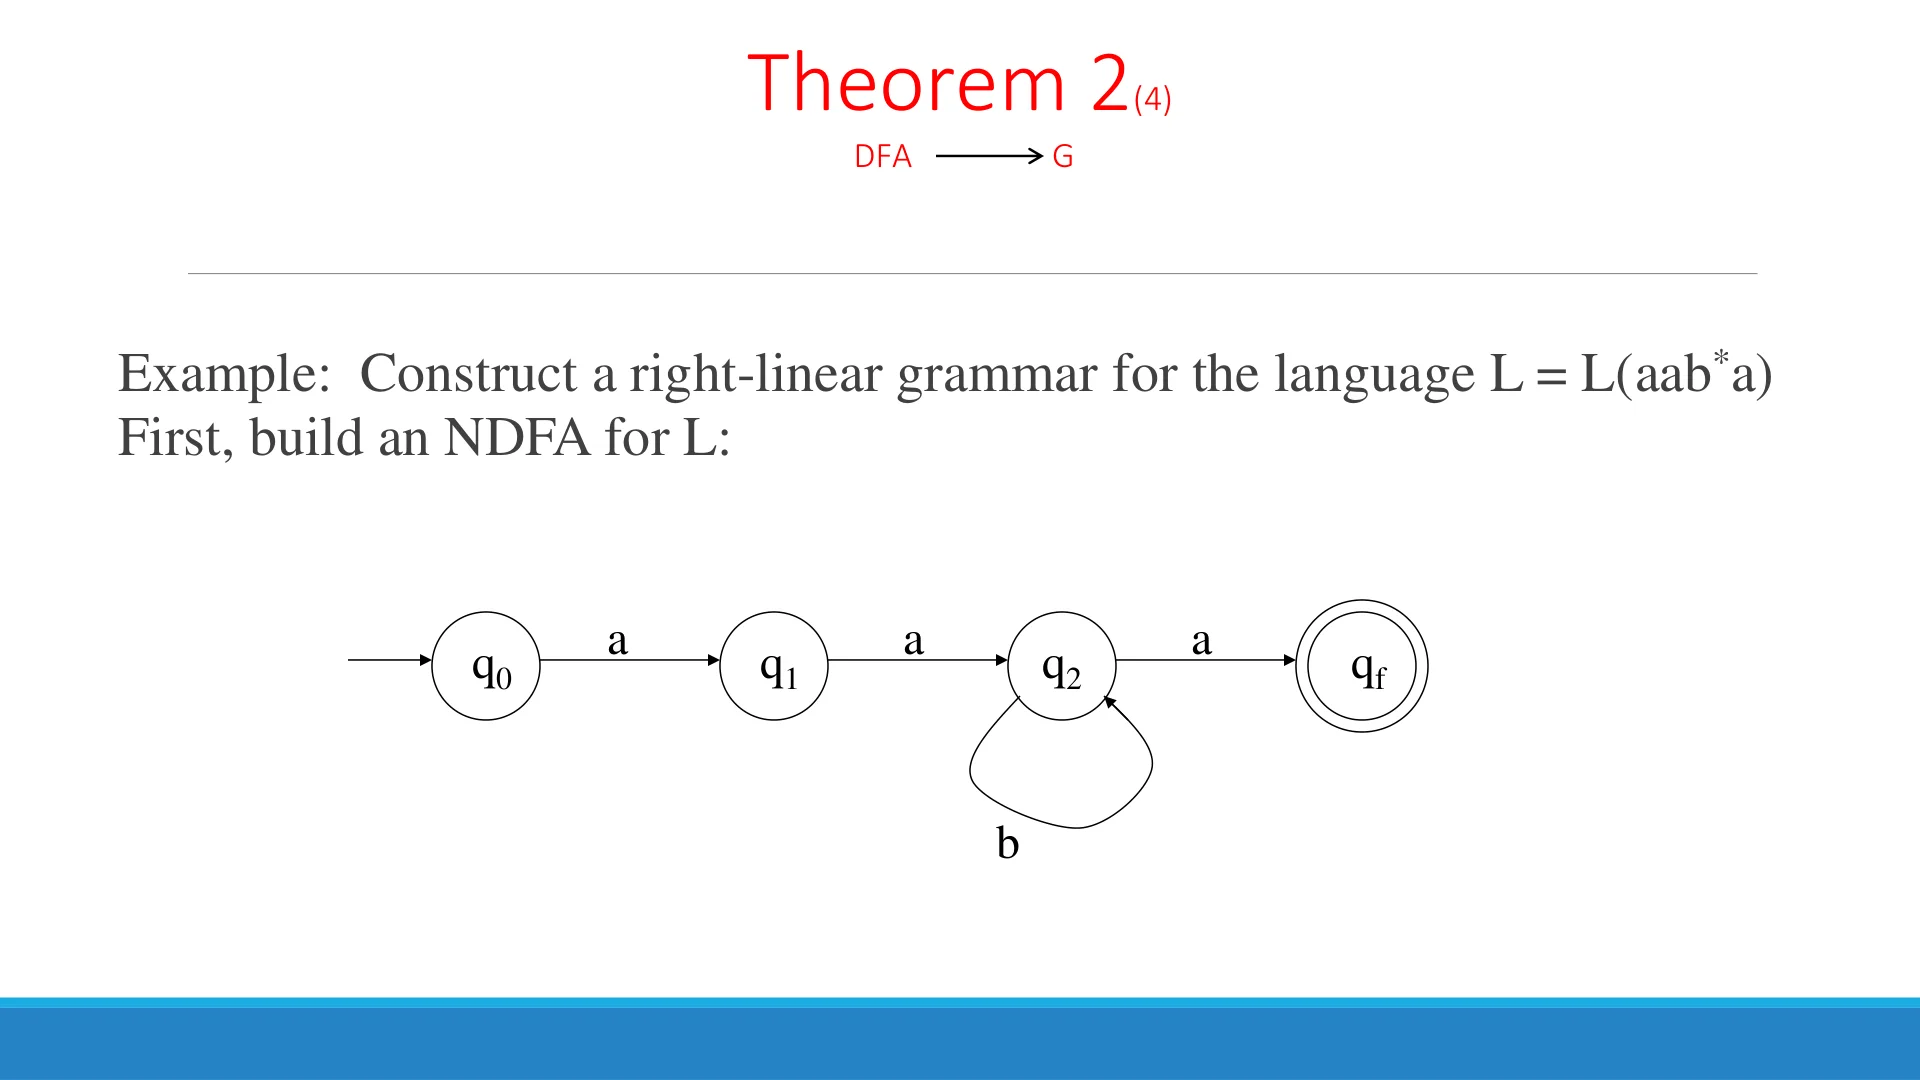 Theorem 2(4)
DFA → G
Example: Construct a right-linear grammar for the language L = L(aab*a)
First, build an NDFA for L:
a a a
q0 q1 q2 qf
b